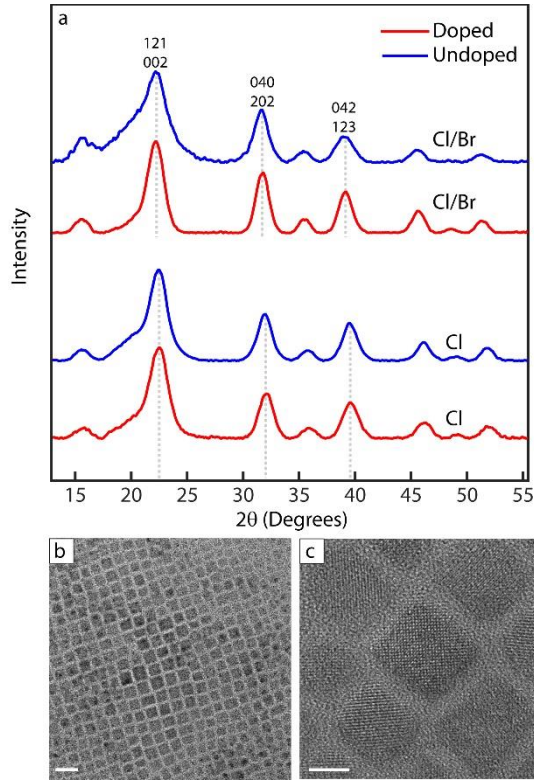 a
Doped
Undoped
121
002
040
202
042
123
Cl/Br
Cl/Br
Cl
Cl
Intensity
15 20 25 30 35 40 45 50 55
2θ (Degrees)
b
c